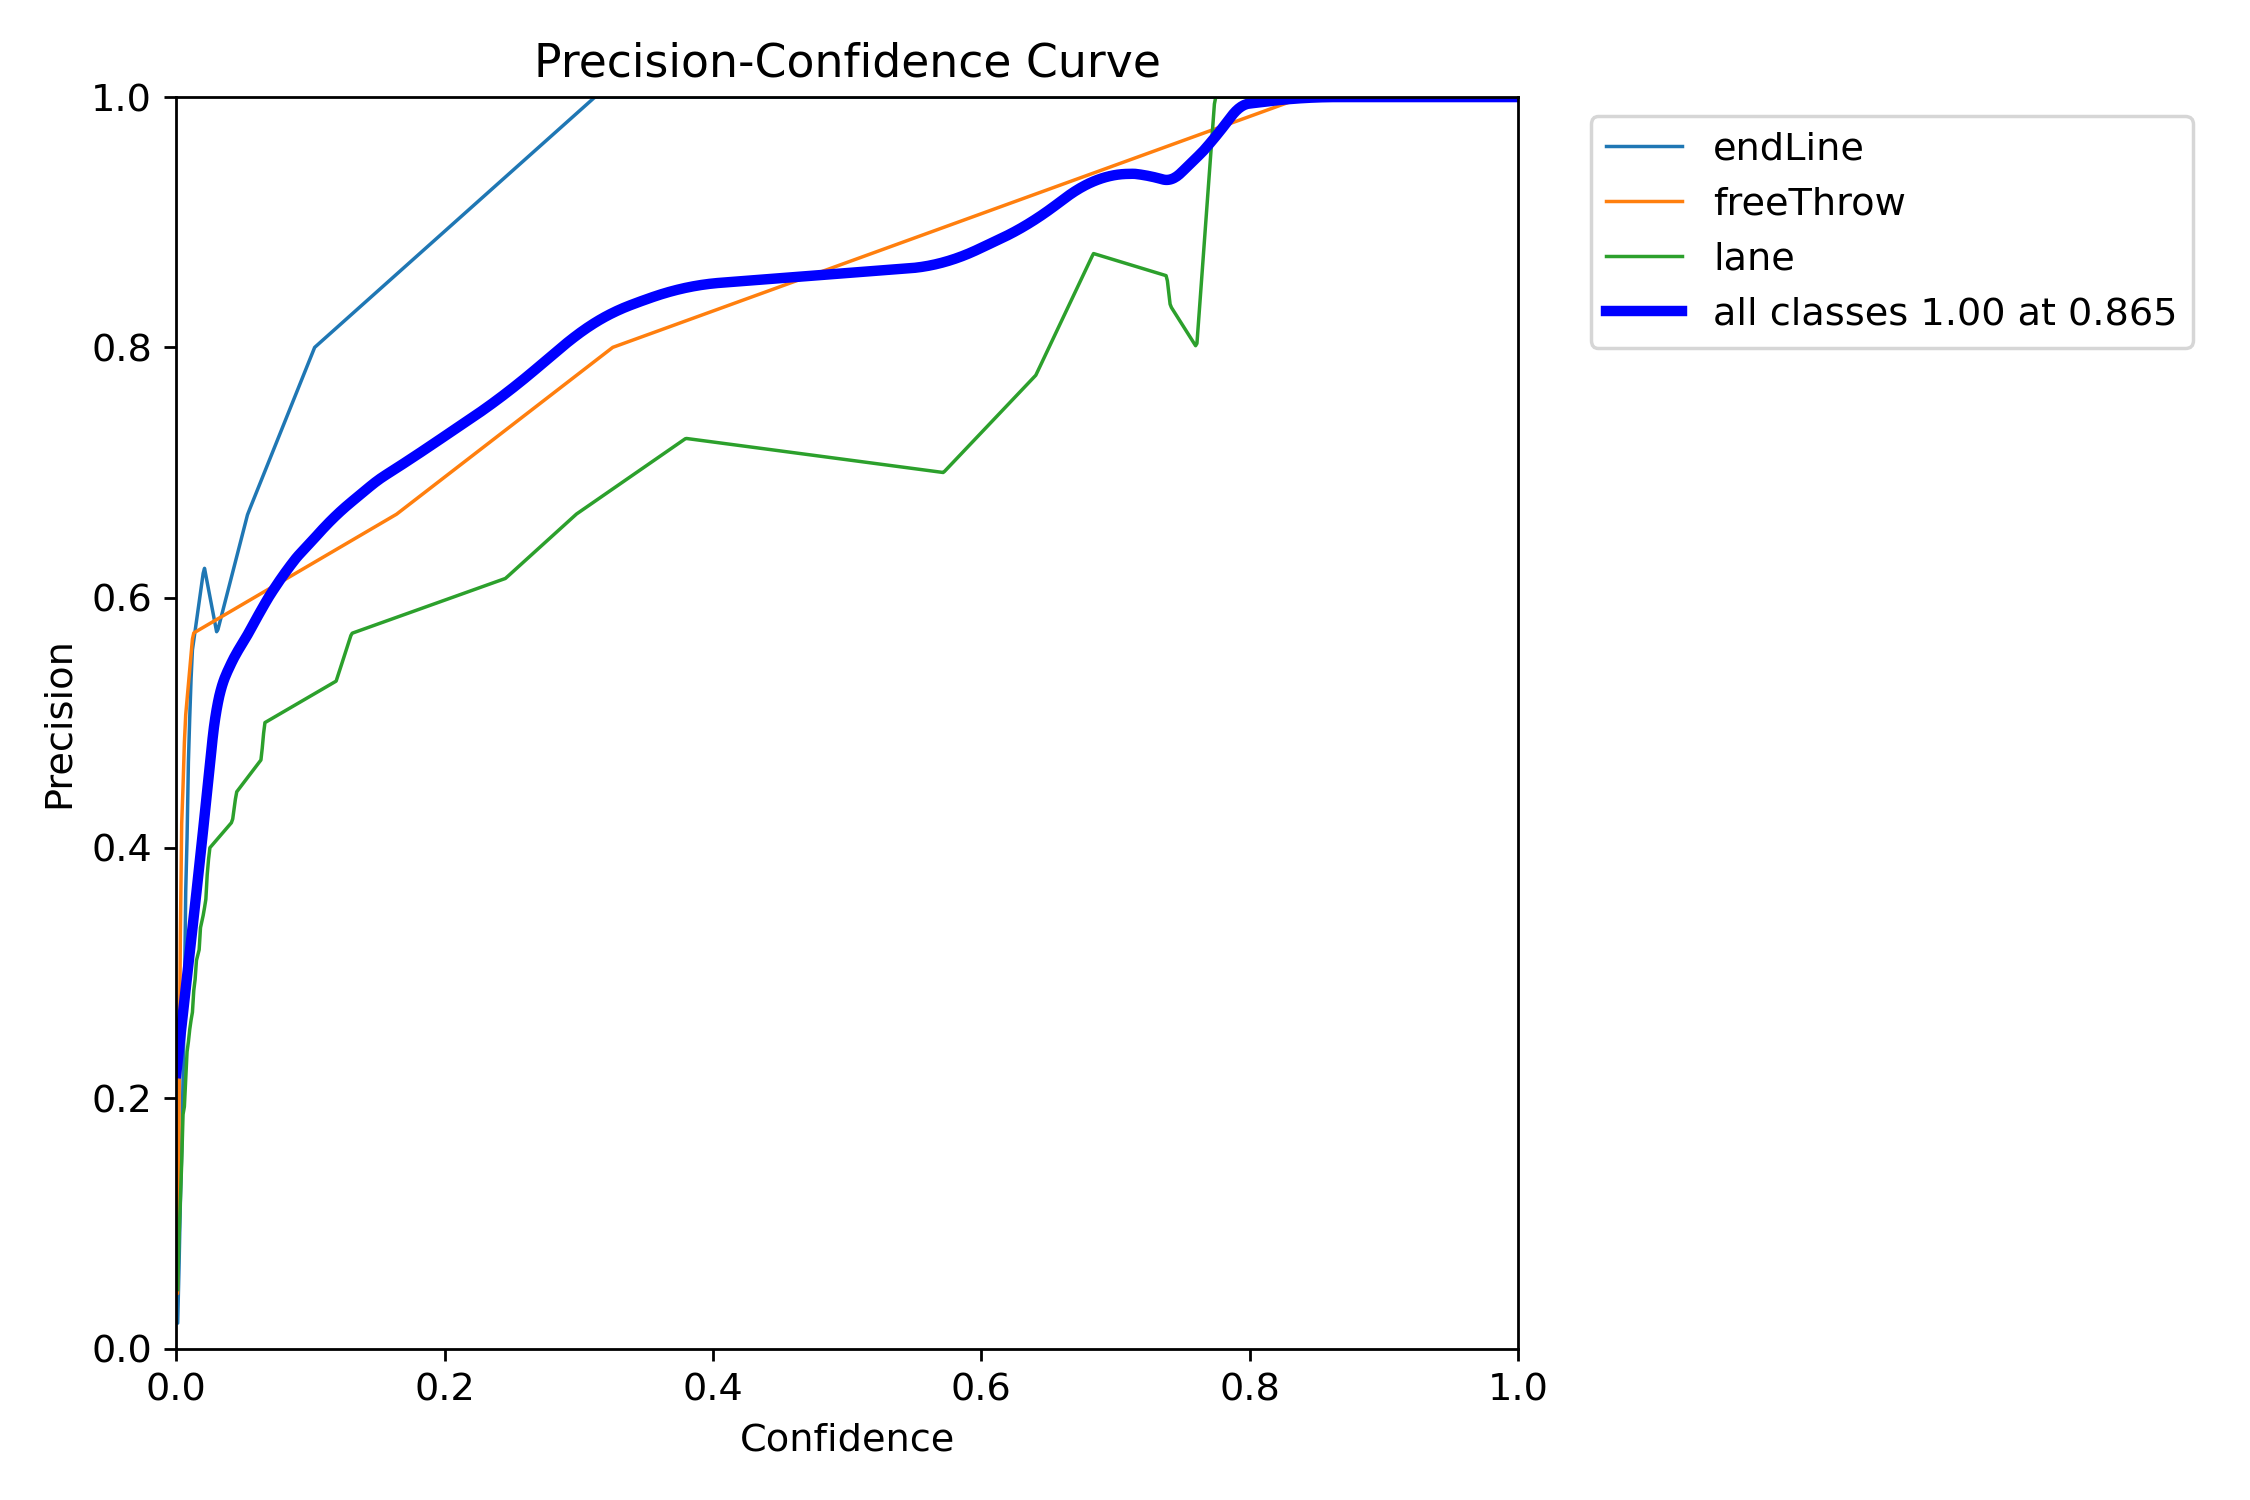 Precision-Confidence Curve
1.0
0.8
0.6
0.4
0.2
0.0
Precision
0.0 0.2 0.4 0.6 0.8 1.0
Confidence
endLine
freeThrow
lane
all classes 1.00 at 0.865